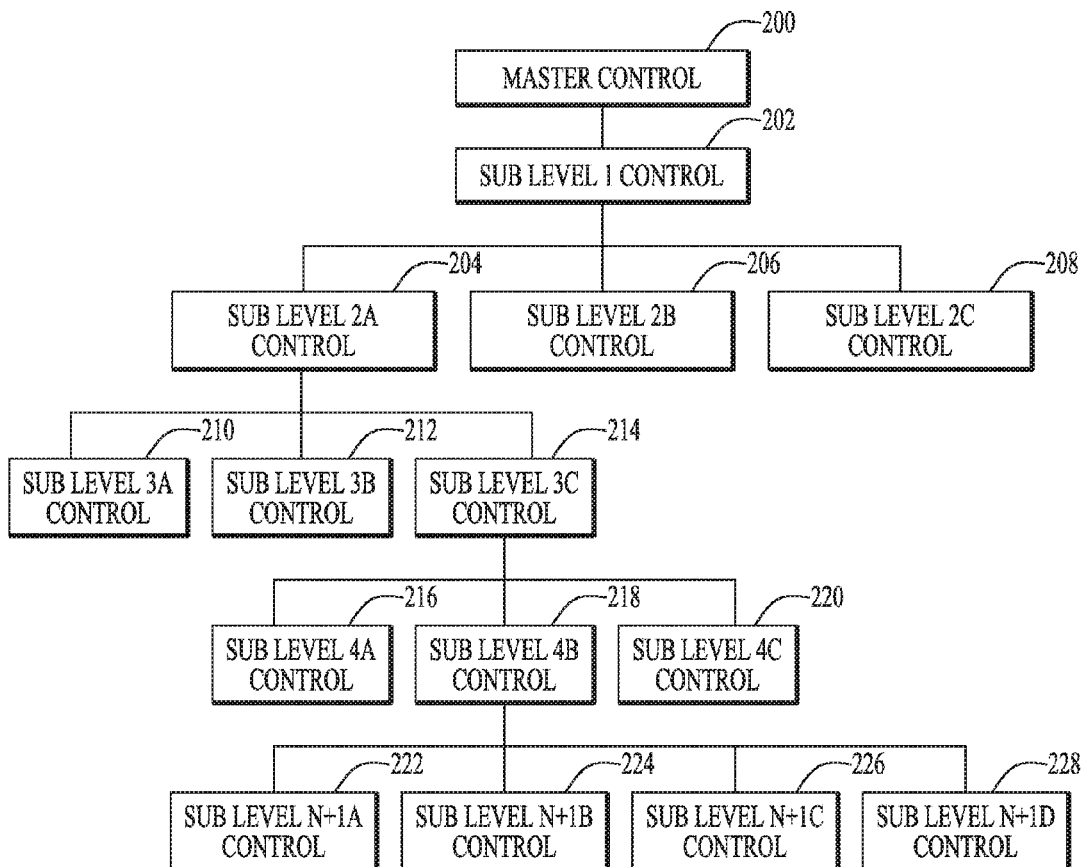 200
MASTER CONTROL
202
SUB LEVEL 1 CONTROL
204
206
208
SUB LEVEL 2A
CONTROL
SUB LEVEL 2B
CONTROL
SUB LEVEL 2C
CONTROL
210
212
214
SUB LEVEL 3A
CONTROL
SUB LEVEL 3B
CONTROL
SUB LEVEL 3C
CONTROL
216
218
220
SUB LEVEL 4A
CONTROL
SUB LEVEL 4B
CONTROL
SUB LEVEL 4C
CONTROL
222
224
226
228
SUB LEVEL N+1A
CONTROL
SUB LEVEL N+1B
CONTROL
SUB LEVEL N+1C
CONTROL
SUB LEVEL N+1D
CONTROL